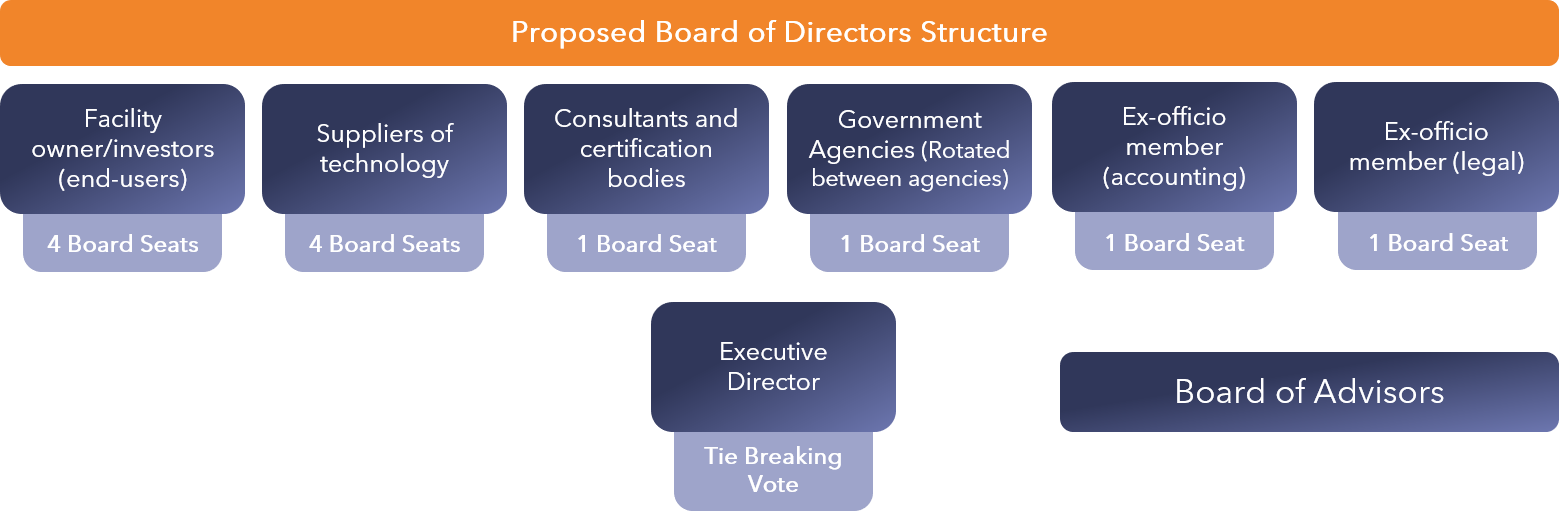 Proposed Board of Directors Structure
Facility
owner/investors
(end-users)
4 Board Seats
Suppliers of
technology
4 Board Seats
Consultants and
certification
bodies
1 Board Seat
Government
Agencies (Rotated
between agencies)
1 Board Seat
Ex-officio
member
(accounting)
1 Board Seat
Ex-officio
member (legal)
1 Board Seat
Executive
Director
Tie Breaking
Vote
Board of Advisors